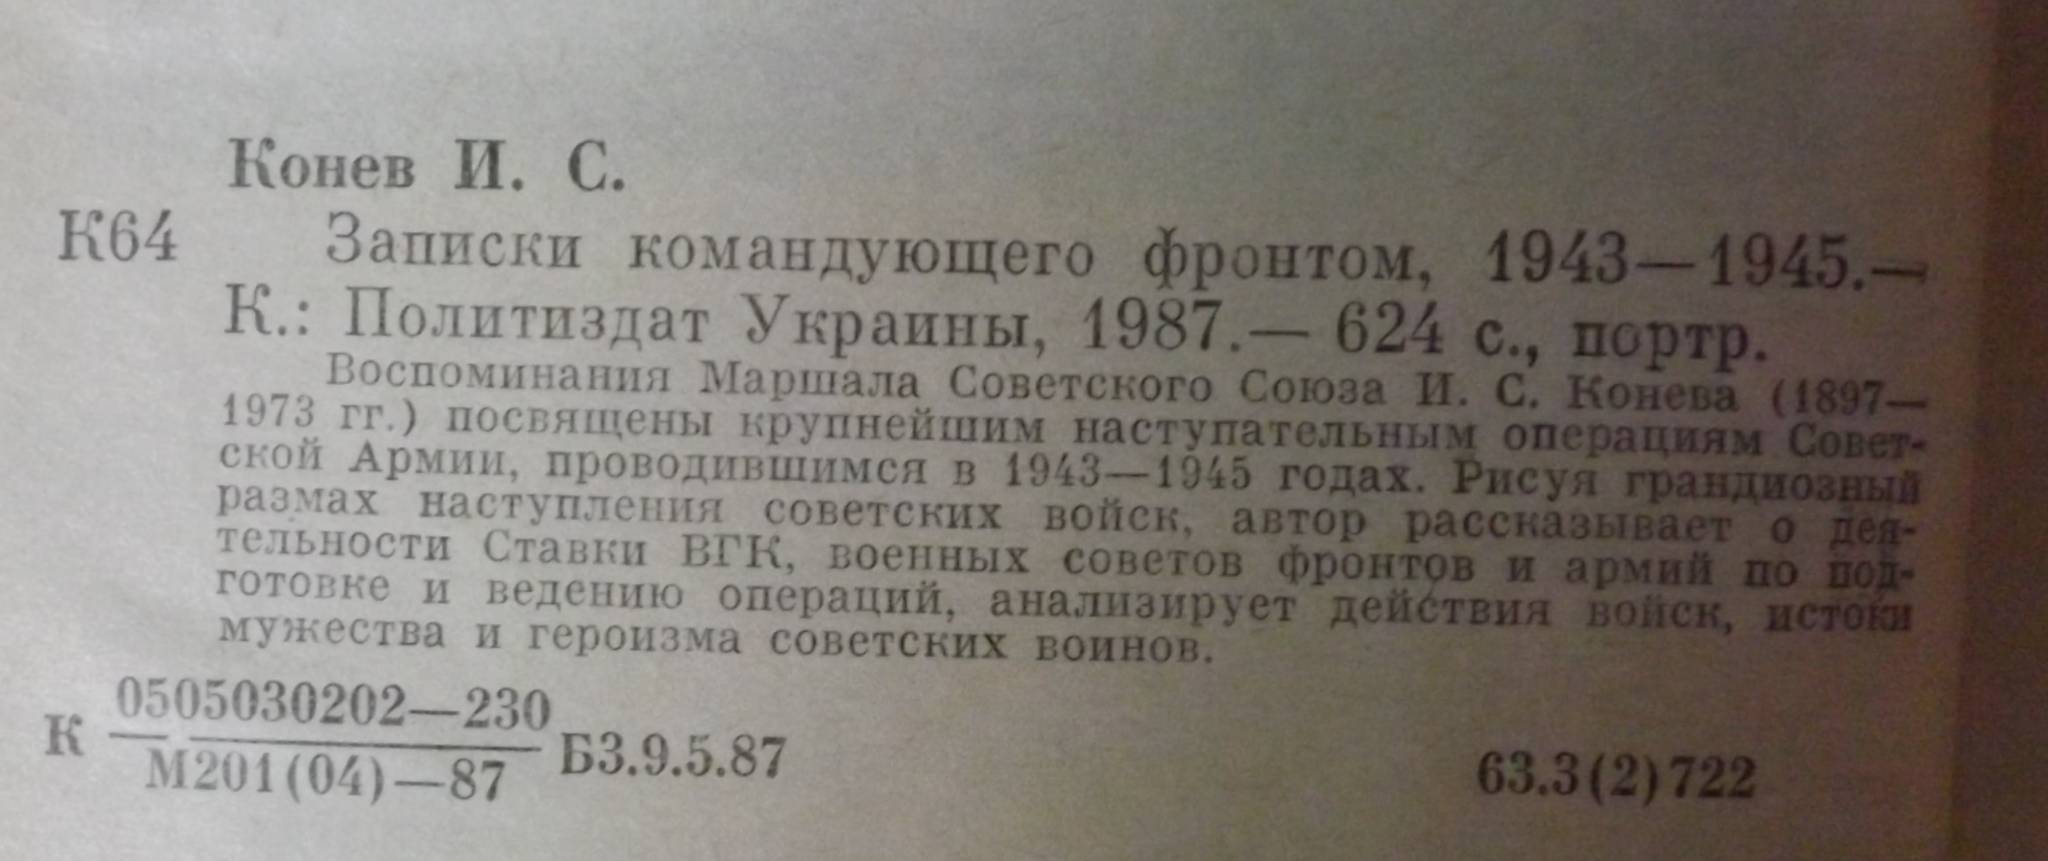 Конев И. С.
К64 Записки командующего фронтом, 1943—1945.—
К.: Политиздат Украины, 1987.— 624 с., портр.
Воспоминания Маршала Советского Союза И. С. Конева (1897—
1973 гг.) посвящены крупнейшим наступательным операциям Совет-
ской Армии, проводившимся в 1943—1945 годах. Рисуя грандиозный
размах наступления советских войск, автор рассказывает о дея-
тельности Ставки ВГК, военных советов фронтов и армий по под-
готовке и ведению операций, анализирует действия войск, истоки
мужества и героизма советских воинов.
0505030202—230
К БЗ.9.5.87 63.3(2)722
М201(04)—87